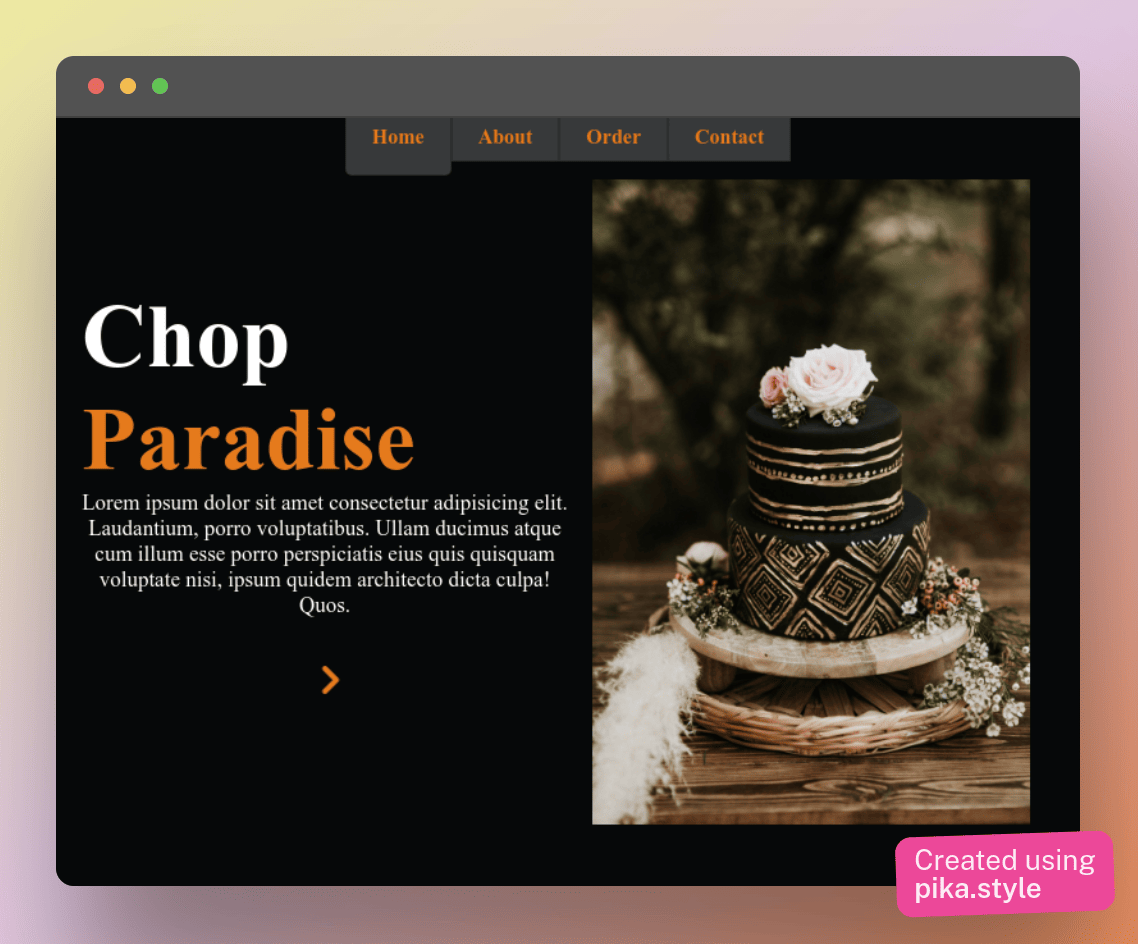 Home
About
Order
Contact
Chop
Paradise
Lorem ipsum dolor sit amet consectetur adipisicing elit.
Laudantium, porro voluptatibus. Ullam ducimus atque
cum illum esse porro perspiciatis eius quis quisquam
voluptate nisi, ipsum quidem architecto dicta culpa!
Quos.
Created using
pika.style